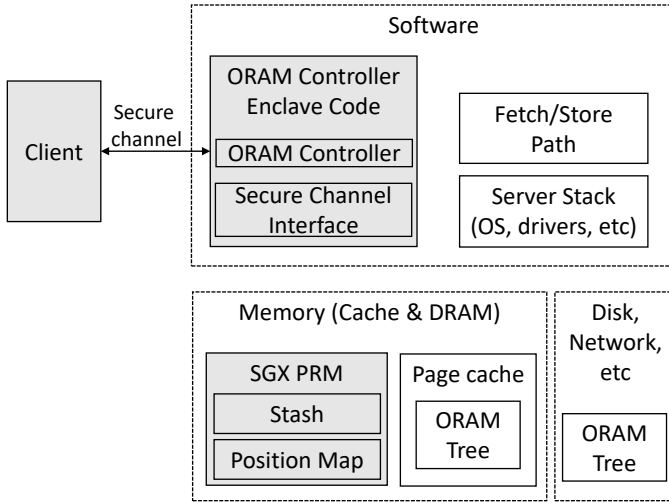 Software
ORAM Controller
Enclave Code
Secure
channel
Client
ORAM Controller
Secure Channel
Interface
Fetch/Store
Path
Server Stack
(OS, drivers, etc)
Memory (Cache & DRAM)
SGX PRM
Stash
Position Map
Page cache
ORAM
Tree
Disk,
Network,
etc
ORAM
Tree